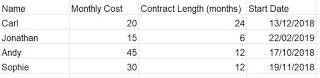 Name Monthly Cost Contract Length (months) Start Date
Carl 20 24 13/12/2018
Jonathan 15 6 22/02/2019
Andy 45 12 17/10/2018
Sophie 30 12 19/11/2018